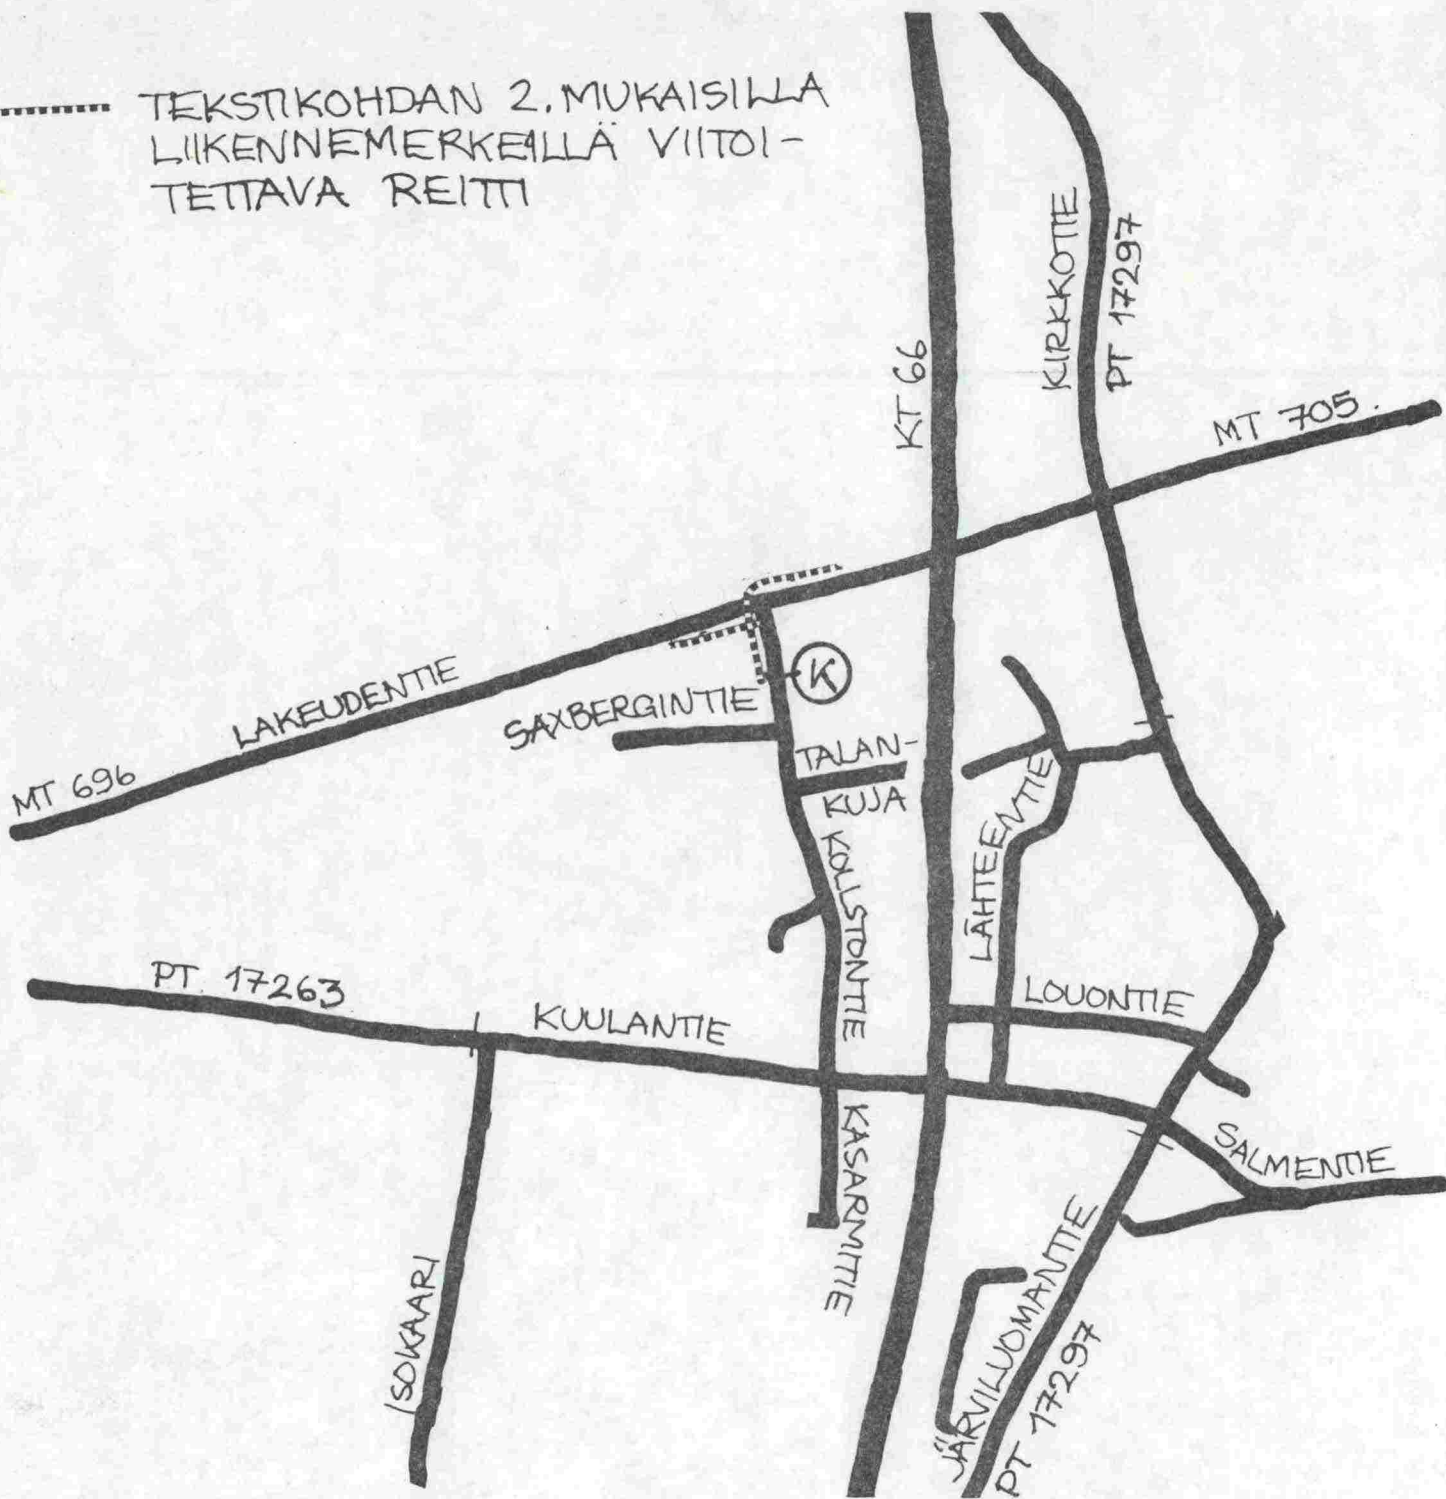 TEKSTIKOHDAN 2. MUKAISILLA
LIIKENNEMERKEILLÄ VIITOI-
TETTAVA REITTI
KIRKKOTIE
PT 17297
KT 66
MT 705
LAKEUDENTIE
MT 696
SAXBERGINTIE
K
TALAN-
KUJA
KOLLSTONTIE
LÄHTEENTIE
LOUONTIE
PT. 17263
KUULANTIE
KASARMITIE
SALMENTIE
ISOKAARI
JÄRVILUOMANTIE
PT 17297